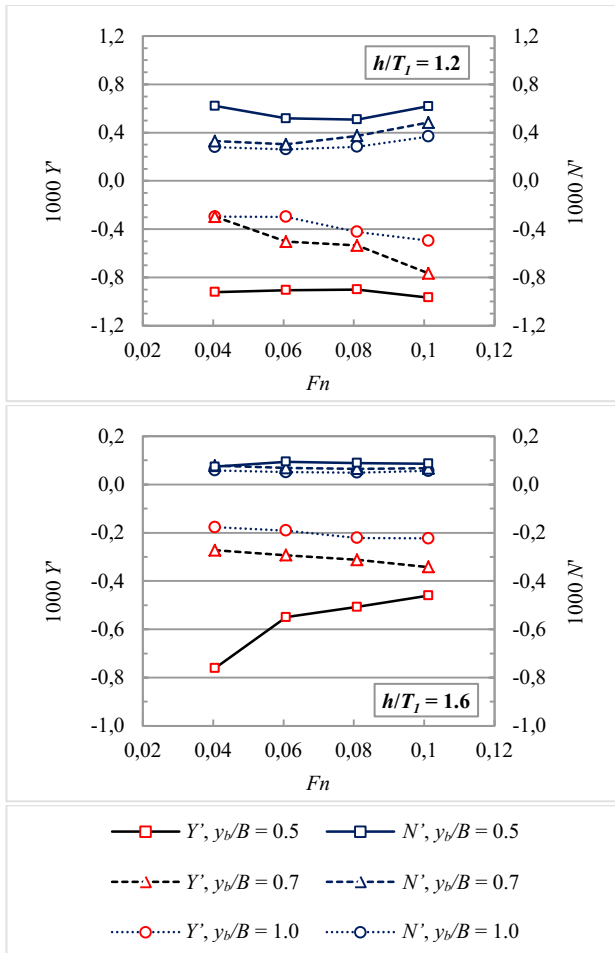 1,2
0,8
0,4
0,0
-0,4
-0,8
-1,2
1000 Y'
h/T1 = 1.2
1,2
0,8
0,4
0,0
-0,4
-0,8
-1,2
1000 N'
0,02 0,04 0,06 0,08 0,1 0,12
Fn
0,2
0,0
-0,2
-0,4
-0,6
-0,8
-1,0
1000 Y'
h/T1 = 1.6
0,2
0,0
-0,2
-0,4
-0,6
-0,8
-1,0
1000 N'
0,02 0,04 0,06 0,08 0,1 0,12
Fn
Y', yb/B = 0.5 N', yb/B = 0.5
Y', yb/B = 0.7 N', yb/B = 0.7
Y', yb/B = 1.0 N', yb/B = 1.0